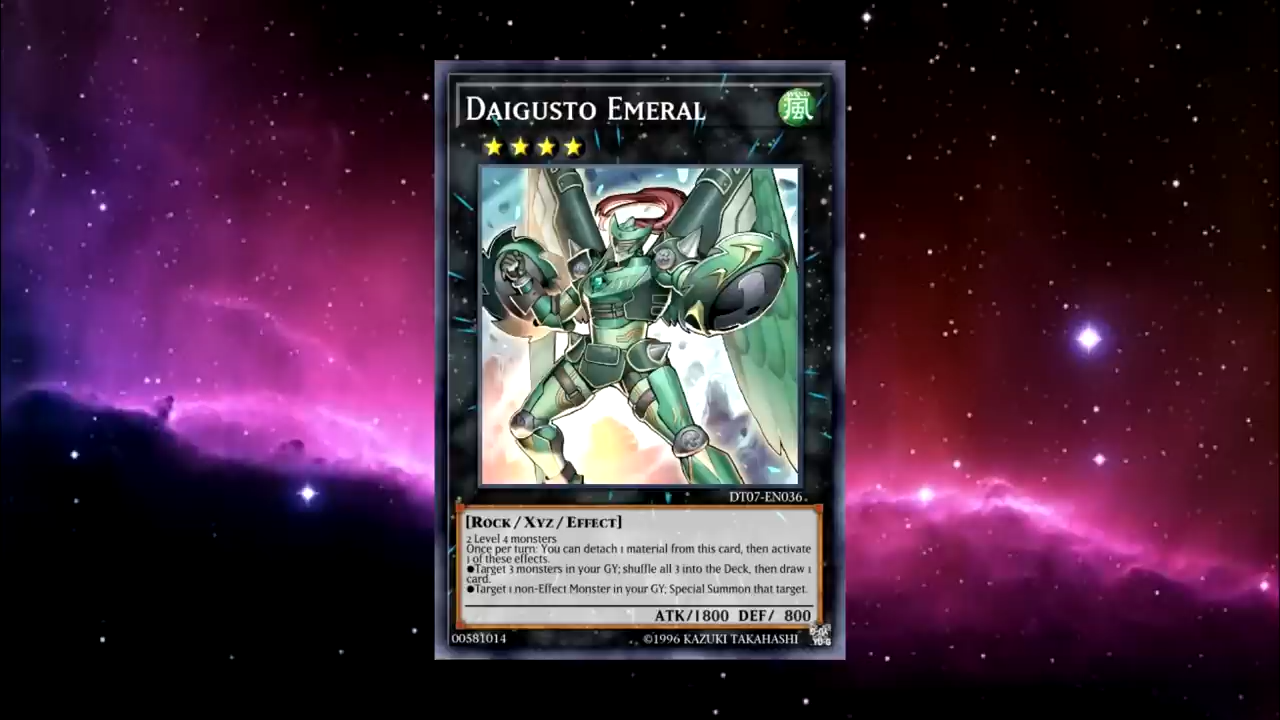 DAIGUSTO EMERAL
WIND
風
DT07-EN036
[ROCK / XYZ / EFFECT]
2 Level 4 monsters
Once per turn: You can detach 1 material from this card, then activate
1 of these effects.
●Target 3 monsters in your GY; shuffle all 3 into the Deck, then draw 1
card.
●Target 1 non-Effect Monster in your GY; Special Summon that target.
ATK/1800 DEF/ 800
00581014
©1996 KAZUKI TAKAHASHI